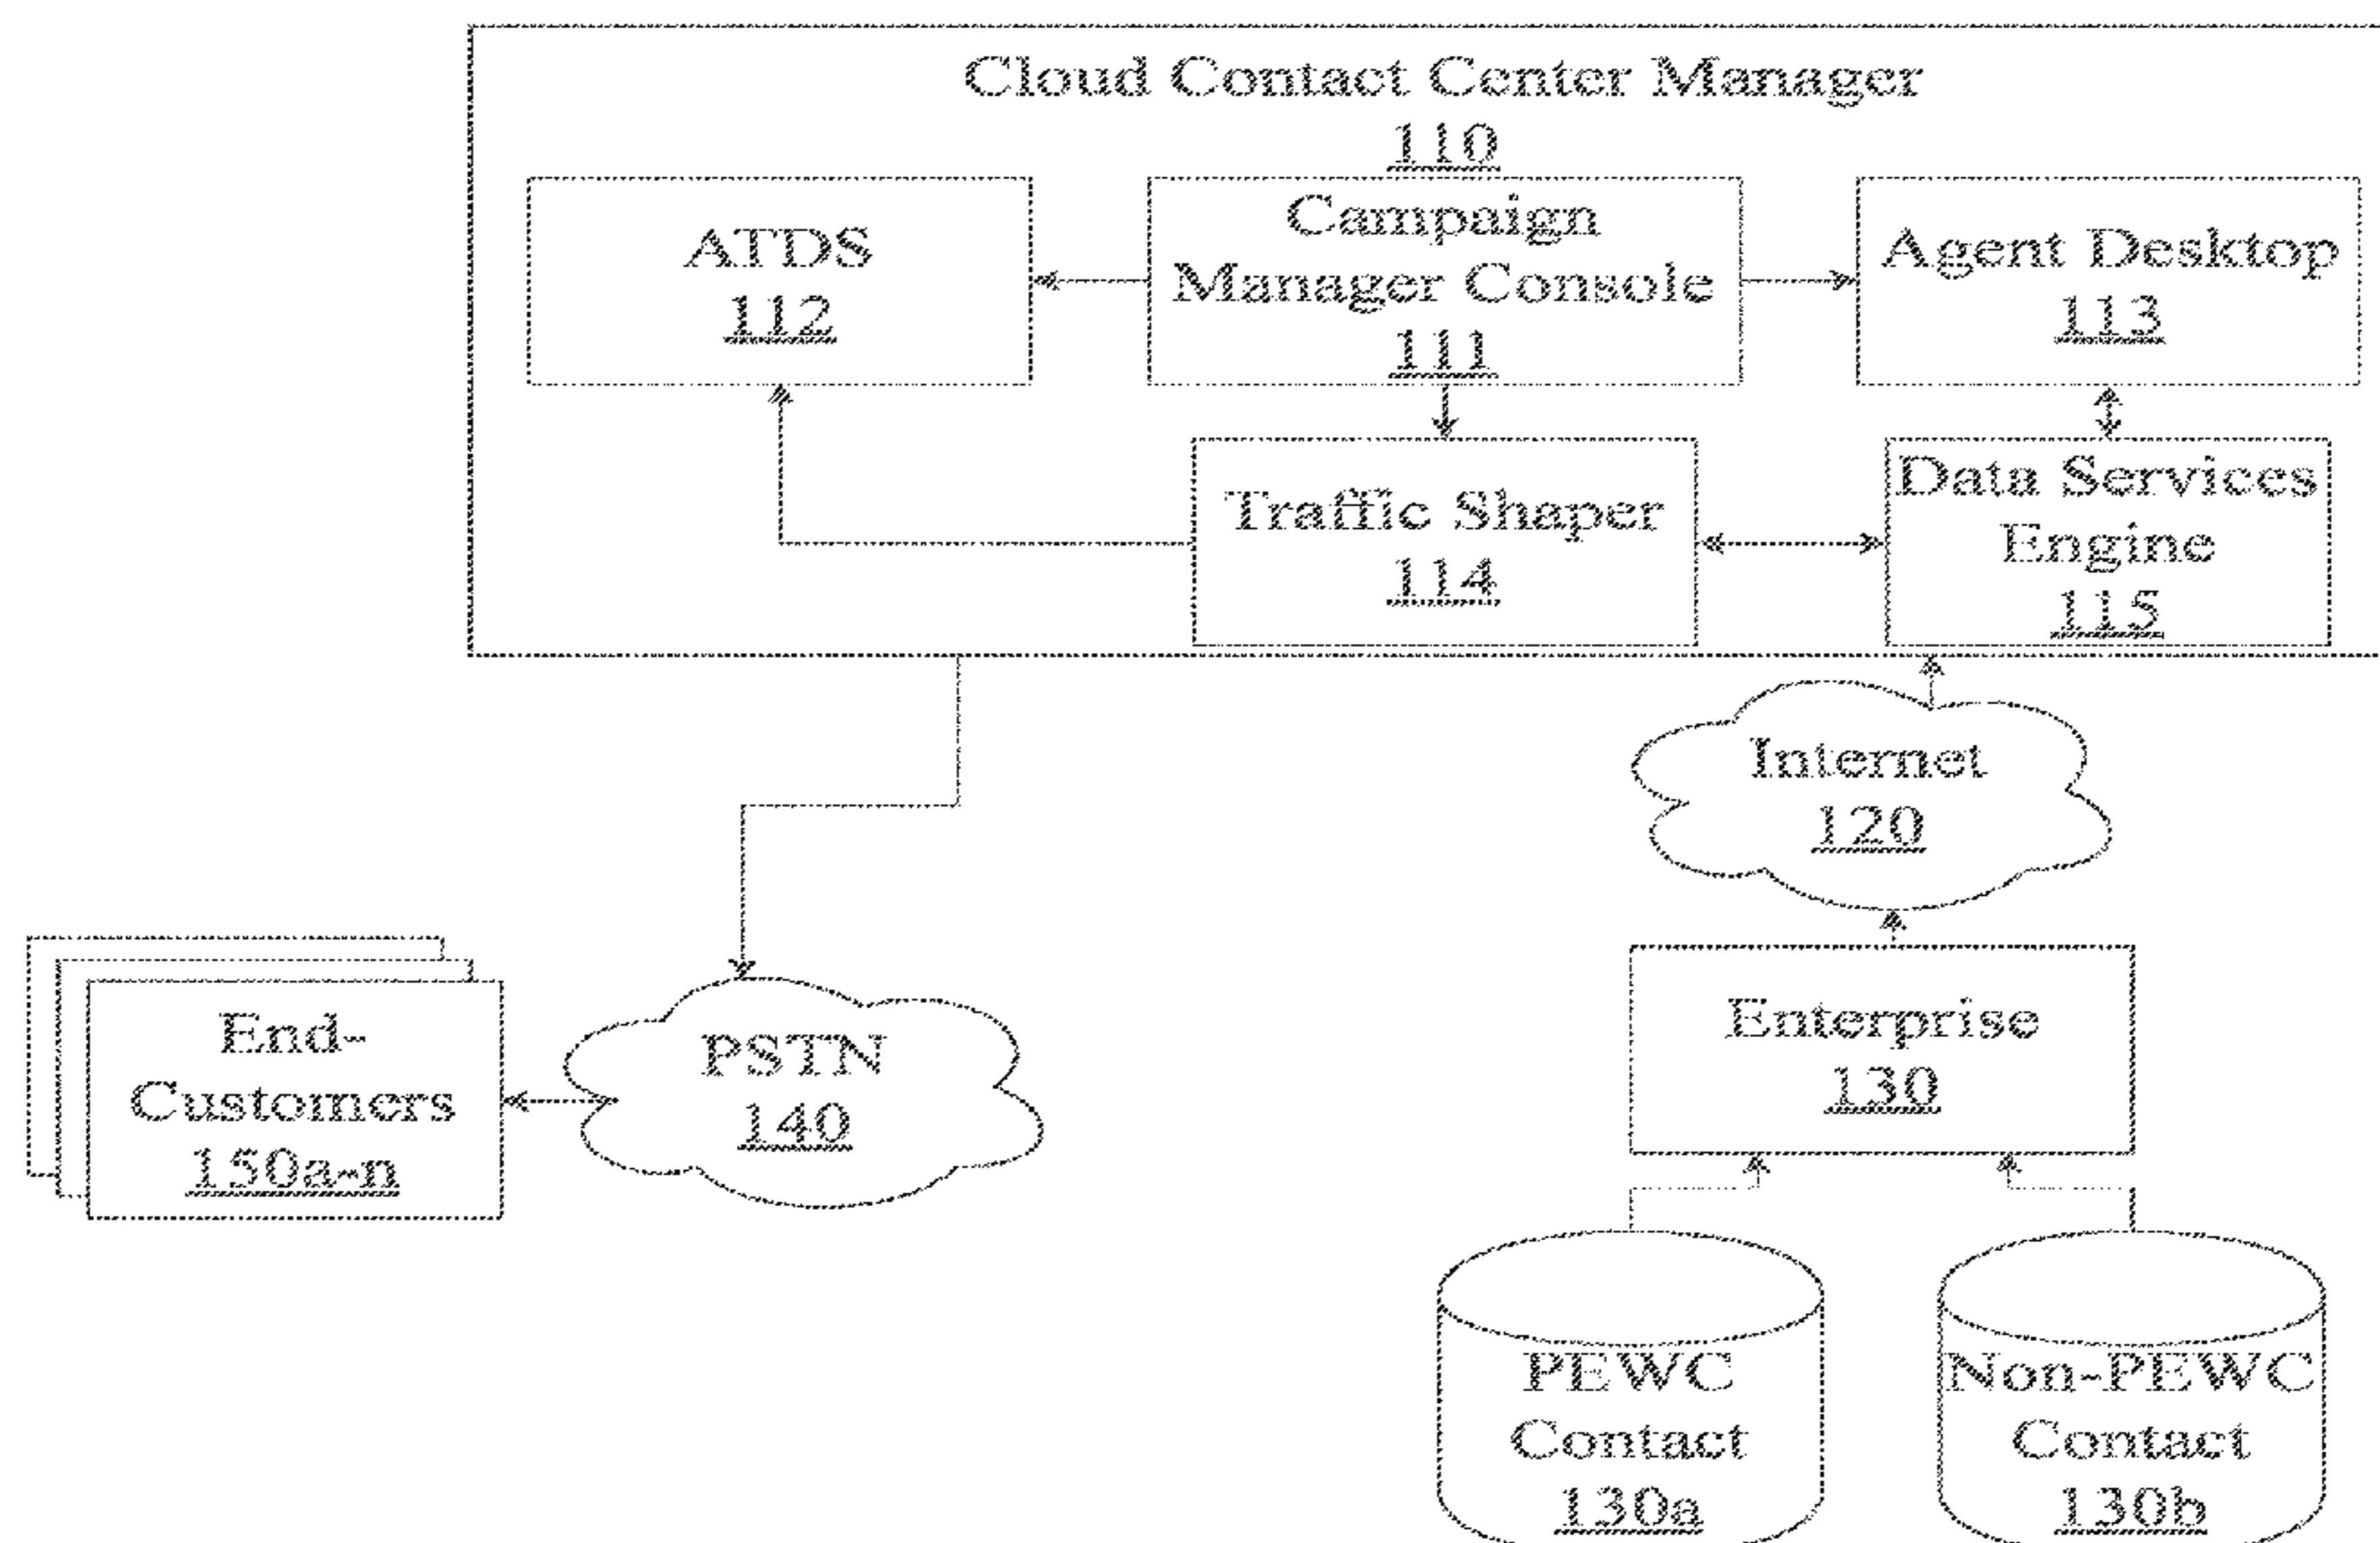 Cloud Contact Center Manager
110
ATDS
112
Campaign
Manager Console
111
Agent Desktop
113
Traffic Shaper
114
Data Services
Engine
115
Internet
120
End-
Customers
150a-n
PSTN
140
Enterprise
130
PEWC
Contact
130a
Non-PEWC
Contact
130b